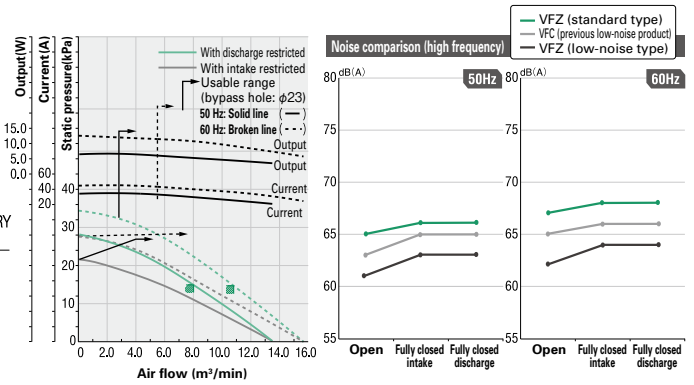 Output(W)
Current(A)
Static pressure(kPa)
15.0
10.0
5.0
0.0
60
40
20
40
30
20
10
0
0 2.0 4.0 6.0 8.0 10.0 12.0 14.0 16.0
Air flow (m³/min)
With discharge restricted
With intake restricted
Usable range
(bypass hole: φ23)
50 Hz: Solid line (—)
60 Hz: Broken line (---)
Output
Output
Current
Current
RY
Noise comparison (high frequency)
VFZ (standard type)
VFC (previous low-noise product)
VFZ (low-noise type)
dB(A)
50Hz
80
75
70
65
60
55
Open
Fully closed intake
Fully closed discharge
dB(A)
60Hz
80
75
70
65
60
55
Open
Fully closed intake
Fully closed discharge